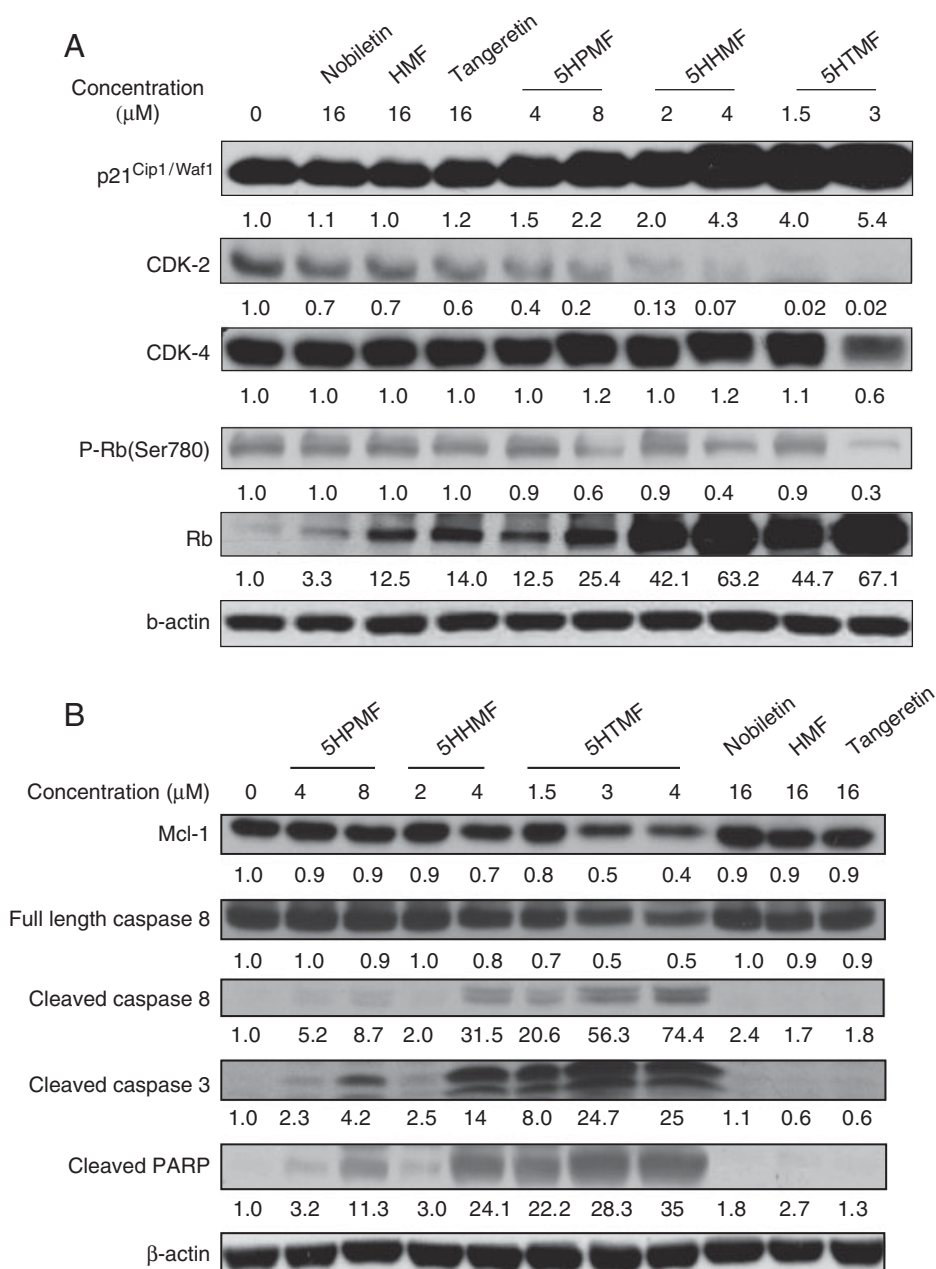 A
Nobiletin HMF Tangeretin 5HPMF 5HHMF 5HTMF
Concentration
(μM) 0 16 16 16 4 8 2 4 1.5 3
p21Cip1/Waf1
1.0 1.1 1.0 1.2 1.5 2.2 2.0 4.3 4.0 5.4
CDK-2
1.0 0.7 0.7 0.6 0.4 0.2 0.13 0.07 0.02 0.02
CDK-4
1.0 1.0 1.0 1.0 1.0 1.2 1.0 1.2 1.1 0.6
P-Rb(Ser780)
1.0 1.0 1.0 1.0 0.9 0.6 0.9 0.4 0.9 0.3
Rb
1.0 3.3 12.5 14.0 12.5 25.4 42.1 63.2 44.7 67.1
b-actin
B
5HPMF 5HHMF 5HTMF Nobiletin HMF Tangeretin
Concentration (μM) 0 4 8 2 4 1.5 3 4 16 16 16
Mcl-1
1.0 0.9 0.9 0.9 0.7 0.8 0.5 0.4 0.9 0.9 0.9
Full length caspase 8
1.0 1.0 0.9 1.0 0.8 0.7 0.5 0.5 1.0 0.9 0.9
Cleaved caspase 8
1.0 5.2 8.7 2.0 31.5 20.6 56.3 74.4 2.4 1.7 1.8
Cleaved caspase 3
1.0 2.3 4.2 2.5 14 8.0 24.7 25 1.1 0.6 0.6
Cleaved PARP
1.0 3.2 11.3 3.0 24.1 22.2 28.3 35 1.8 2.7 1.3
β-actin